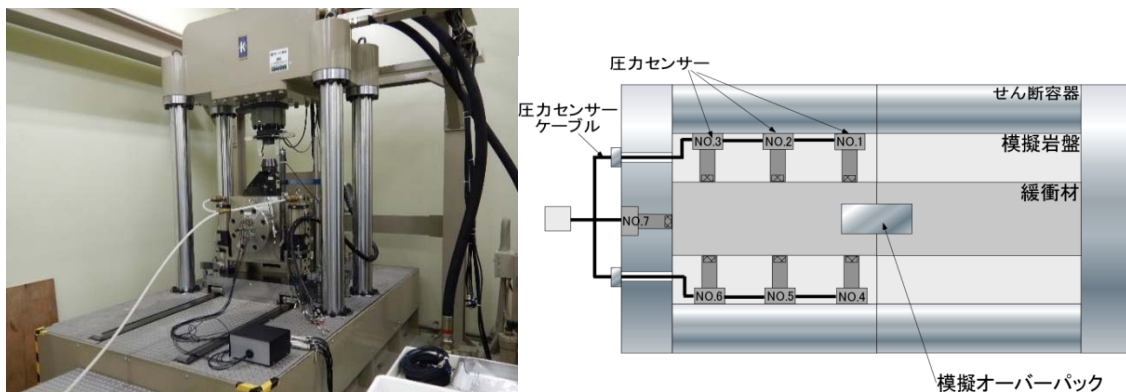 K
圧力センサー
せん断容器
圧力センサー
ケーブル
NO.3
NO.2
NO.1
模擬岩盤
緩衝材
NO.7
NO.6
NO.5
NO.4
模擬オーバーパック